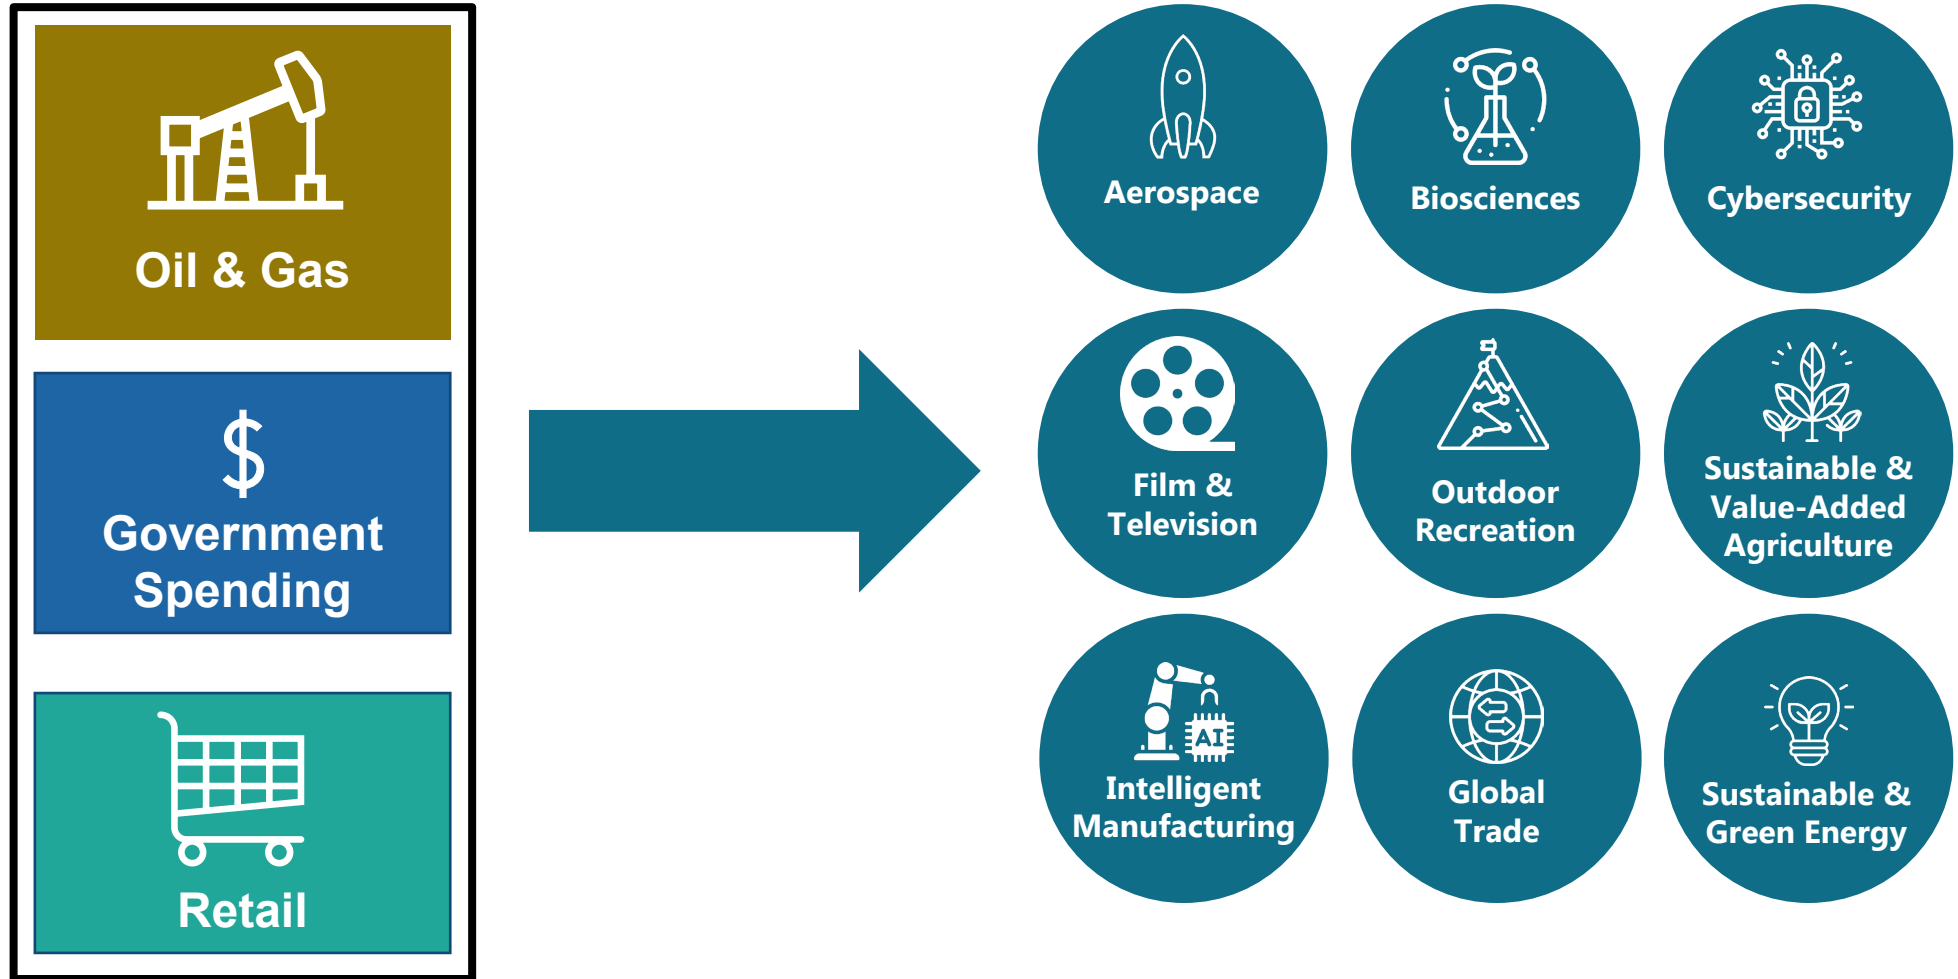 Oil & Gas
$
Government
Spending
Retail
Aerospace
Biosciences
Cybersecurity
Film &
Television
Outdoor
Recreation
Sustainable &
Value-Added
Agriculture
AI
Intelligent
Manufacturing
Global
Trade
Sustainable &
Green Energy